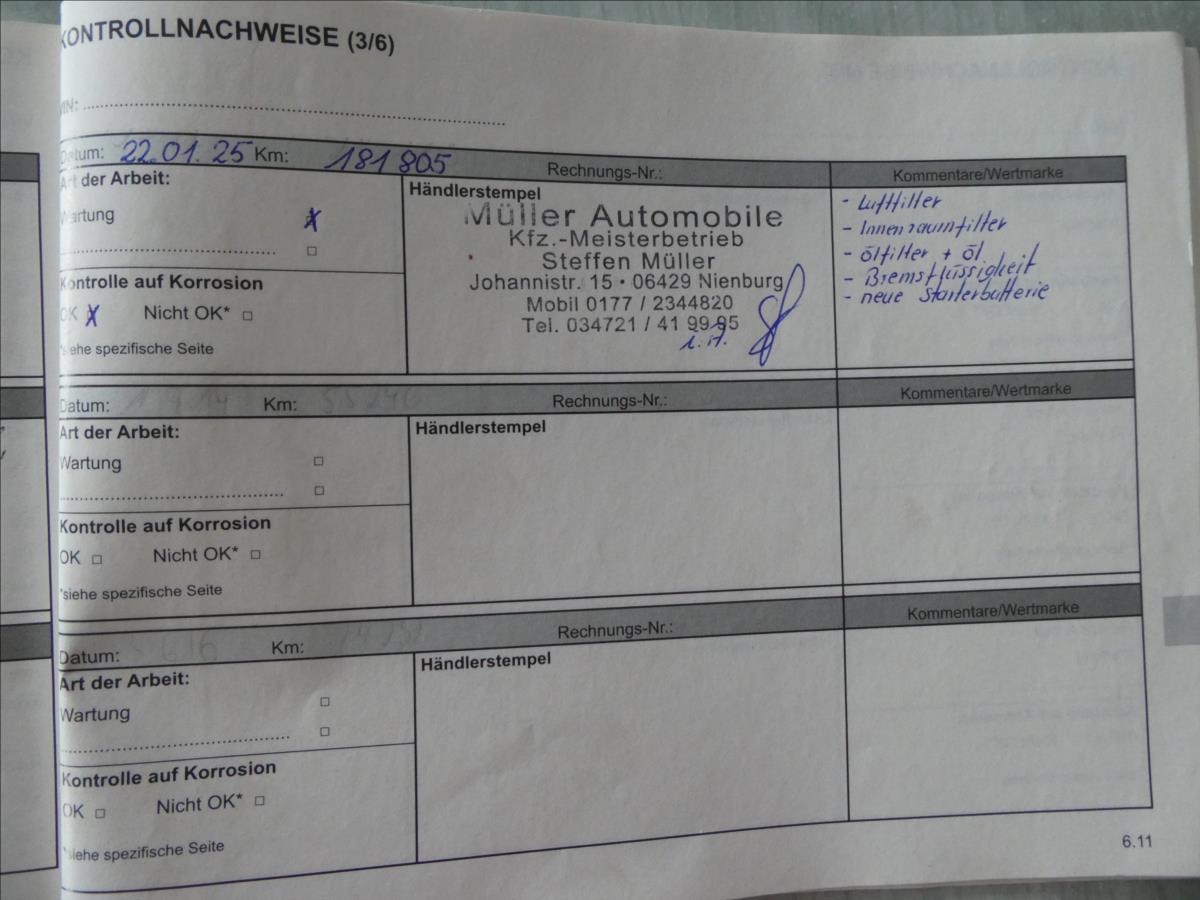 KONTROLLNACHWEISE (3/6)
VIN:
Datum: 22.01.25 Km: 181 805 Rechnungs-Nr.: Kommentare/Wertmarke
Art der Arbeit:
Wartung
Kontrolle auf Korrosion
OK Nicht OK*
*siehe spezifische Seite
Händlerstempel
Müller Automobile
Kfz.-Meisterbetrieb
Steffen Müller
Johannistr. 15 · 06429 Nienburg
Mobil 0177 / 2344820
Tel. 034721 / 41 99 95
i.A.
- Luftfilter
- Innenraumfilter
- Ölfilter + Öl
- Bremsflüssigkeit
- neue Starterbatterie
Datum: Km: Rechnungs-Nr.: Kommentare/Wertmarke
Art der Arbeit:
Wartung
Kontrolle auf Korrosion
OK Nicht OK*
*siehe spezifische Seite
Händlerstempel
Datum: Km: Rechnungs-Nr.: Kommentare/Wertmarke
Art der Arbeit:
Wartung
Kontrolle auf Korrosion
OK Nicht OK*
*siehe spezifische Seite
Händlerstempel
6.11